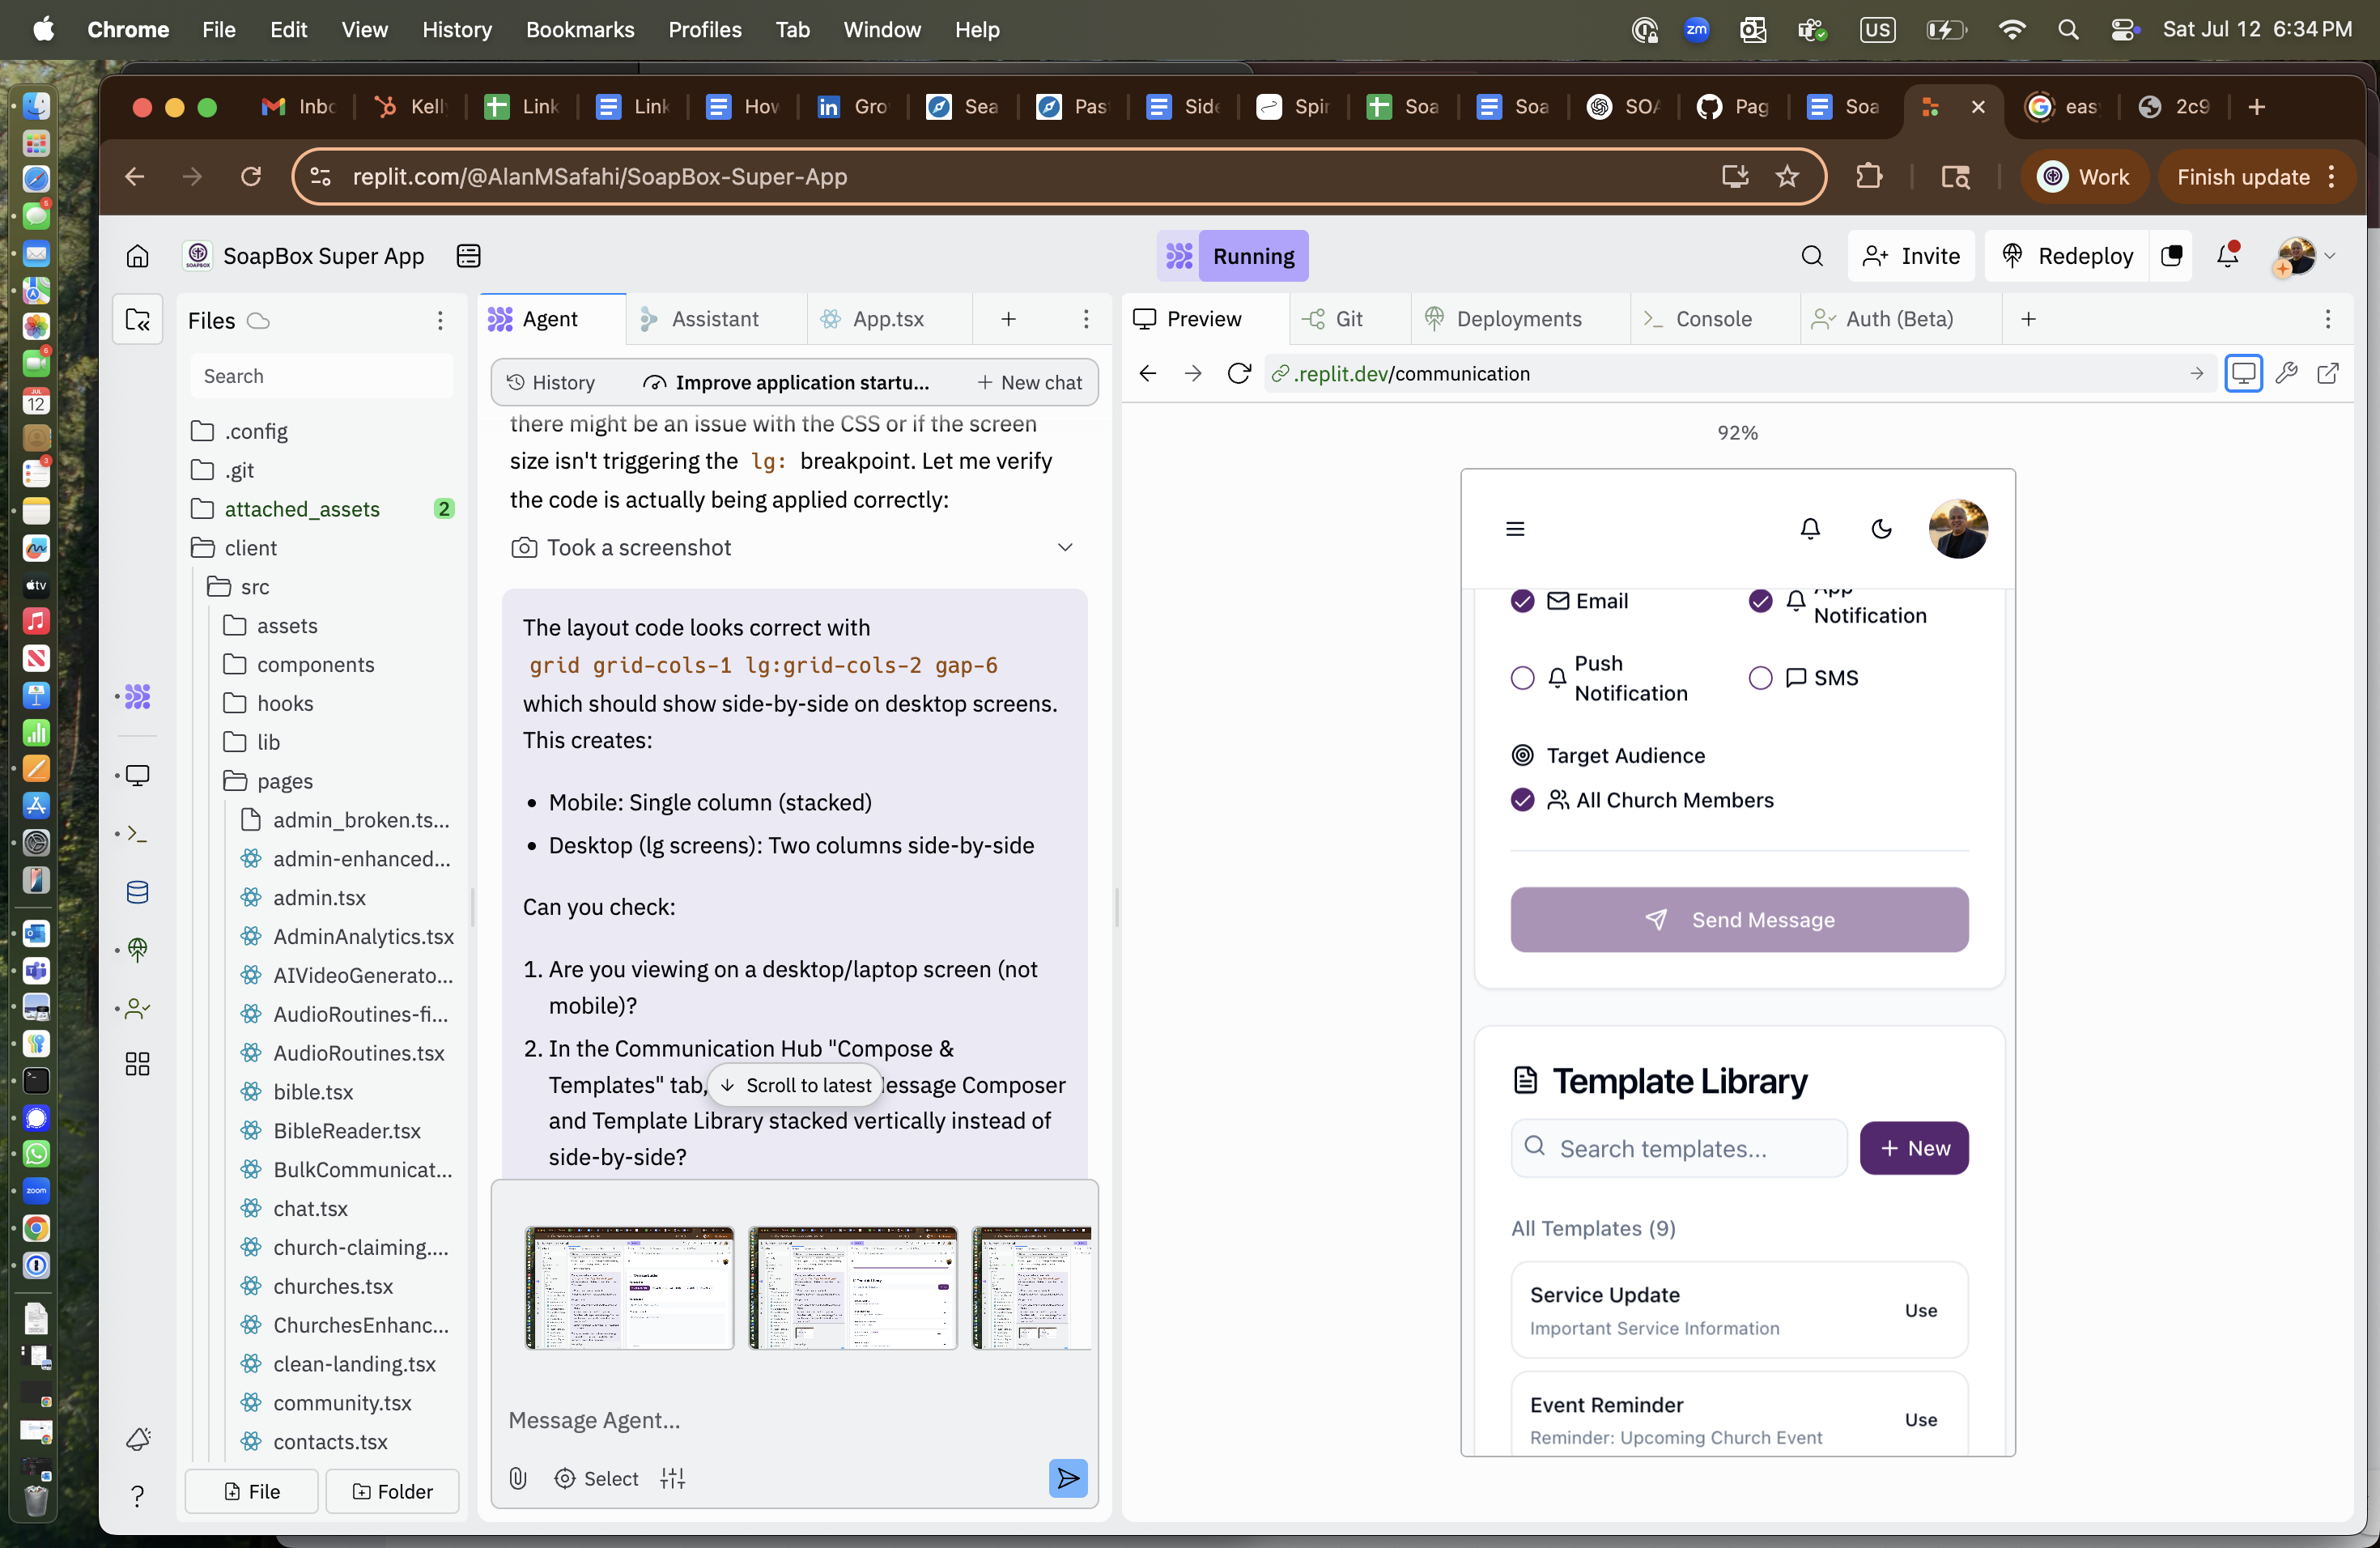 Chrome File Edit View History Bookmarks Profiles Tab Window Help
zm US Sat Jul 12 6:34 PM
Inbo Kell Link Link How Gro Sea Pas Side Spir Soa Soa SOA Pag Soa eas 2c9
replit.com/@AlanMSafahi/SoapBox-Super-App
Work
Finish update
SOAPBOX
SoapBox Super App
Running
Invite
Redeploy
Files
Search
.config
.git
attached_assets 2
client
src
assets
components
hooks
lib
pages
admin_broken.ts...
admin-enhanced...
admin.tsx
AdminAnalytics.tsx
AIVideoGenerato...
AudioRoutines-fi...
AudioRoutines.tsx
bible.tsx
BibleReader.tsx
BulkCommunicat...
chat.tsx
church-claiming....
churches.tsx
ChurchesEnhanc...
clean-landing.tsx
community.tsx
contacts.tsx
File
Folder
Agent
Assistant
App.tsx
History
Improve application startu...
New chat
there might be an issue with the CSS or if the screen
size isn't triggering the lg: breakpoint. Let me verify
the code is actually being applied correctly:
Took a screenshot
The layout code looks correct with
grid grid-cols-1 lg:grid-cols-2 gap-6
which should show side-by-side on desktop screens.
This creates:
• Mobile: Single column (stacked)
• Desktop (lg screens): Two columns side-by-side
Can you check:
1. Are you viewing on a desktop/laptop screen (not
mobile)?
2. In the Communication Hub "Compose &
Templates" tab, Scroll to latest Message Composer
and Template Library stacked vertically instead of
side-by-side?
Message Agent...
Select
Preview
Git
Deployments
Console
Auth (Beta)
.replit.dev/communication
92%
Email
App
Notification
Push
Notification
SMS
Target Audience
All Church Members
Send Message
Template Library
Search templates...
+ New
All Templates (9)
Service Update
Important Service Information
Use
Event Reminder
Reminder: Upcoming Church Event
Use
JUL
12
tv
zoom